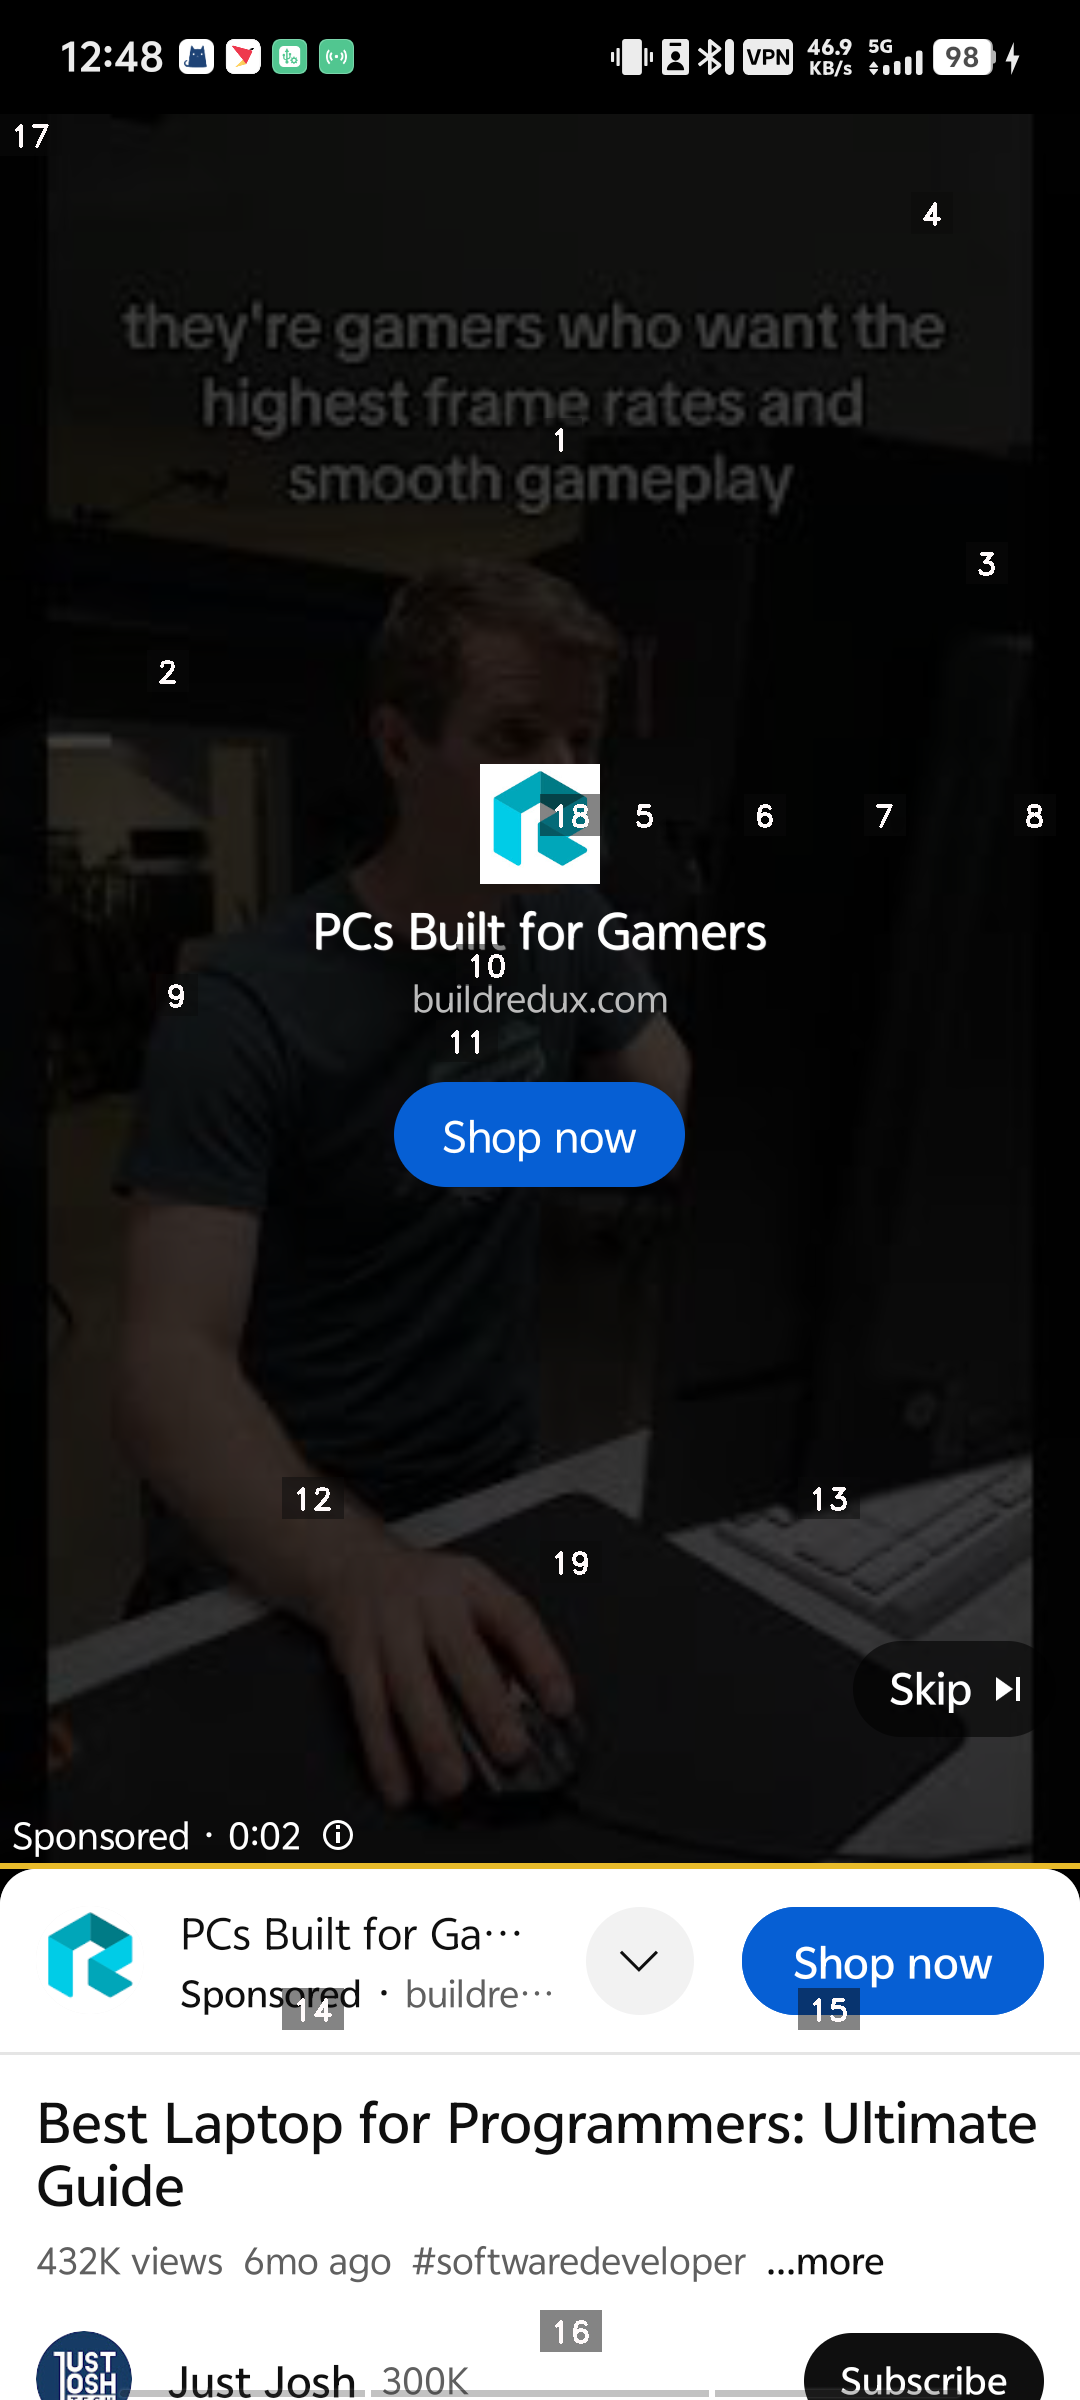 12:48
VPN 46.9 KB/s 5G 98
17
4
they're gamers who want the
highest frame rates and
1
smooth gameplay
3
2
18 5 6 7 8
PCs Built for Gamers
10
9
buildredux.com
11
Shop now
12 13
19
Skip
Sponsored · 0:02
PCs Built for Ga...
Shop now
Sponsored · buildre...
14 15
Best Laptop for Programmers: Ultimate
Guide
432K views 6mo ago #softwaredeveloper ...more
16
JUST JOSH TECH
Just Josh 300K
Subscribe